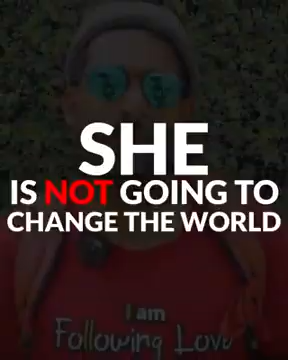 SHE
IS NOT GOING TO
CHANGE THE WORLD
I am
Following Love